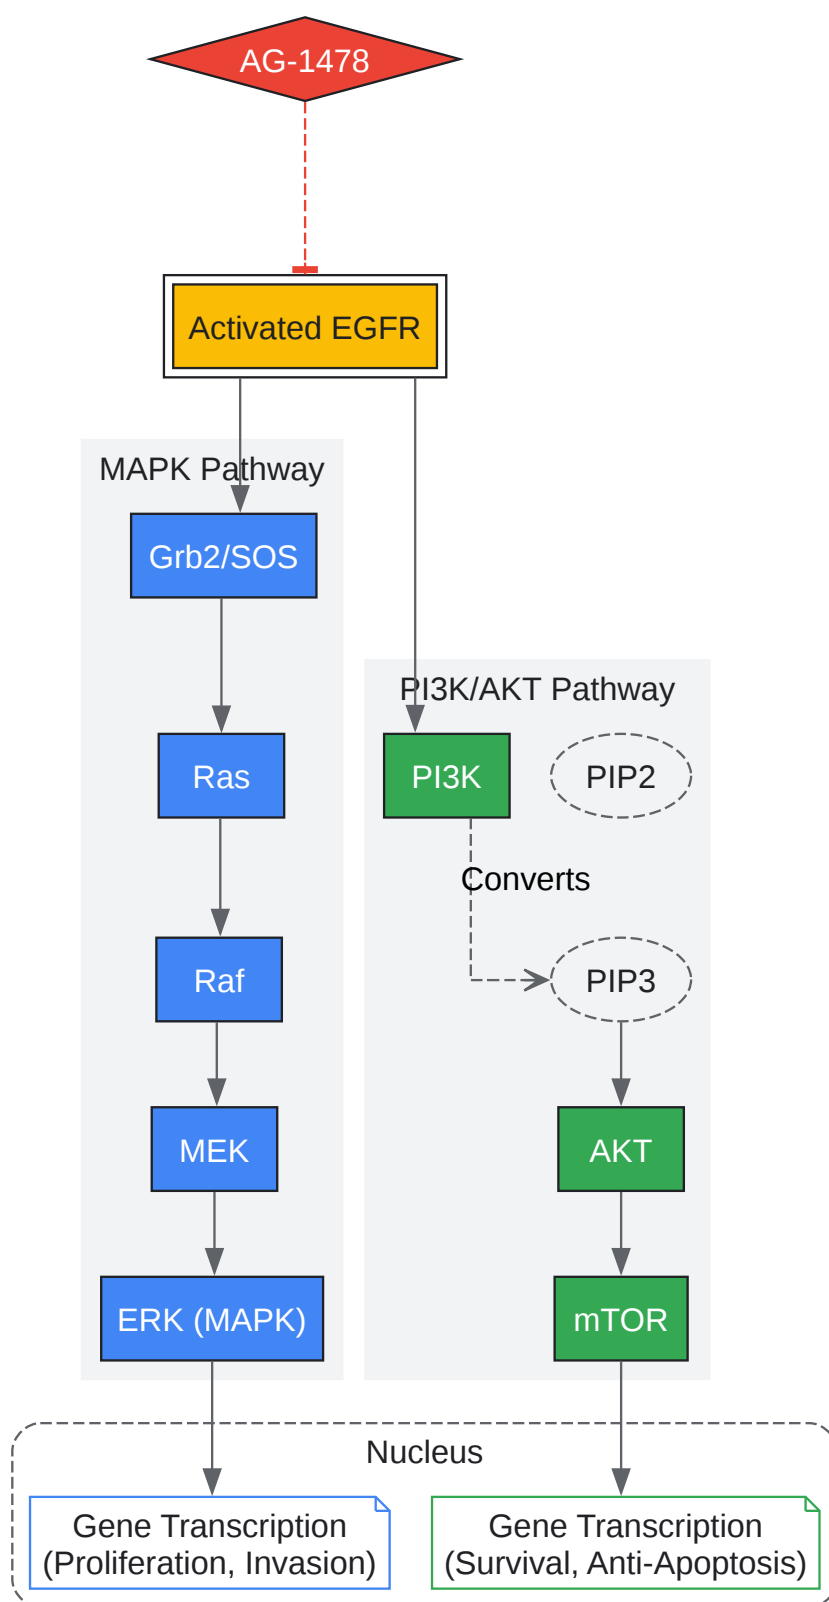 AG-1478
Activated EGFR
MAPK Pathway
Grb2/SOS
PI3K/AKT Pathway
Ras
PI3K
PIP2
Converts
Raf
PIP3
MEK
AKT
ERK (MAPK)
mTOR
Nucleus
Gene Transcription
(Proliferation, Invasion)
Gene Transcription
(Survival, Anti-Apoptosis)